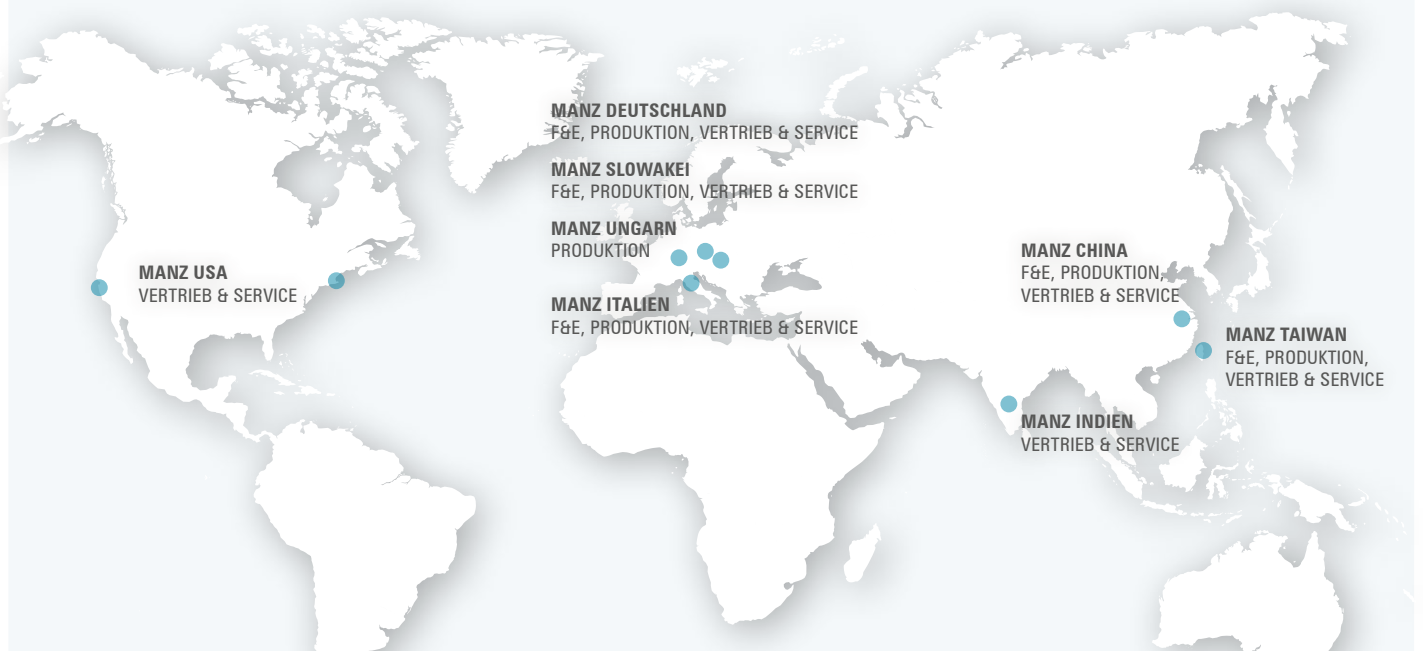 MANZ DEUTSCHLAND
F&E, PRODUKTION, VERTRIEB & SERVICE
MANZ SLOWAKEI
F&E, PRODUKTION, VERTRIEB & SERVICE
MANZ UNGARN
PRODUKTION
MANZ ITALIEN
F&E, PRODUKTION, VERTRIEB & SERVICE
MANZ USA
VERTRIEB & SERVICE
MANZ CHINA
F&E, PRODUKTION,
VERTRIEB & SERVICE
MANZ TAIWAN
F&E, PRODUKTION,
VERTRIEB & SERVICE
MANZ INDIEN
VERTRIEB & SERVICE